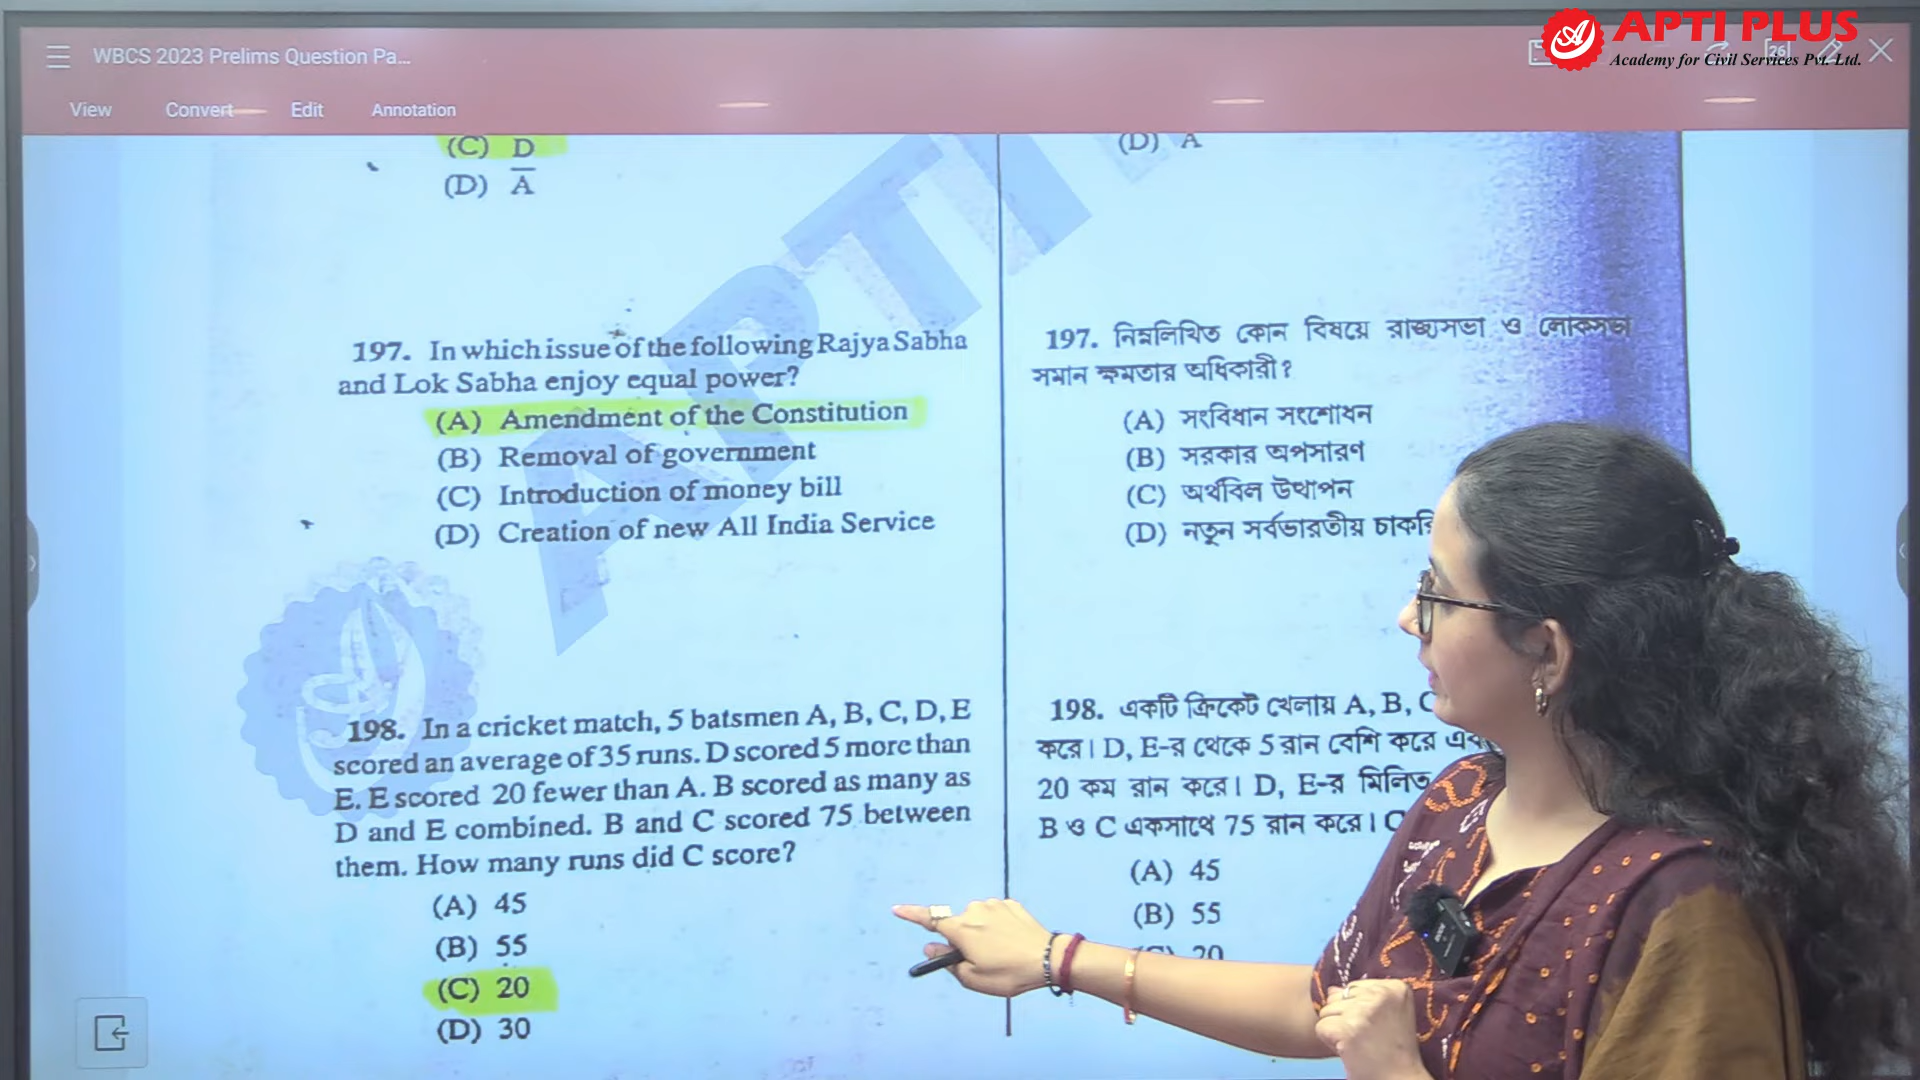 APTI PLUS
Academy for Civil Services Pvt. Ltd.
WBCS 2023 Prelims Question Pa...
26
View Convert Edit Annotation
(C) D
(D) A̅
(D) A
197. In which issue of the following Rajya Sabha
and Lok Sabha enjoy equal power?
(A) Amendment of the Constitution
(B) Removal of government
(C) Introduction of money bill
(D) Creation of new All India Service
198. In a cricket match, 5 batsmen A, B, C, D, E
scored an average of 35 runs. D scored 5 more than
E. E scored 20 fewer than A. B scored as many as
D and E combined. B and C scored 75 between
them. How many runs did C score?
(A) 45
(B) 55
(C) 20
(D) 30
197. নিম্নলিখিত কোন বিষয়ে রাজ্যসভা ও লোকসভা
সমান ক্ষমতার অধিকারী?
(A) সংবিধান সংশোধন
(B) সরকার অপসারণ
(C) অর্থবিল উত্থাপন
(D) নতুন সর্বভারতীয় চাকরি
198. একটি ক্রিকেট খেলায় A, B, C
করে। D, E-র থেকে 5 রান বেশি করে এবং
20 কম রান করে। D, E-র মিলিত
B ও C একসাথে 75 রান করে। C
(A) 45
(B) 55
(C) 20
APTI